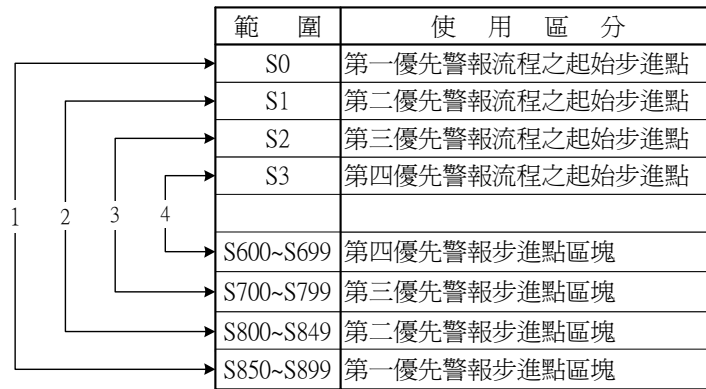 範 圍 使 用 區 分
S0 第一優先警報流程之起始步進點
S1 第二優先警報流程之起始步進點
S2 第三優先警報流程之起始步進點
S3 第四優先警報流程之起始步進點
1 2 3 4
S600~S699 第四優先警報步進點區塊
S700~S799 第三優先警報步進點區塊
S800~S849 第二優先警報步進點區塊
S850~S899 第一優先警報步進點區塊